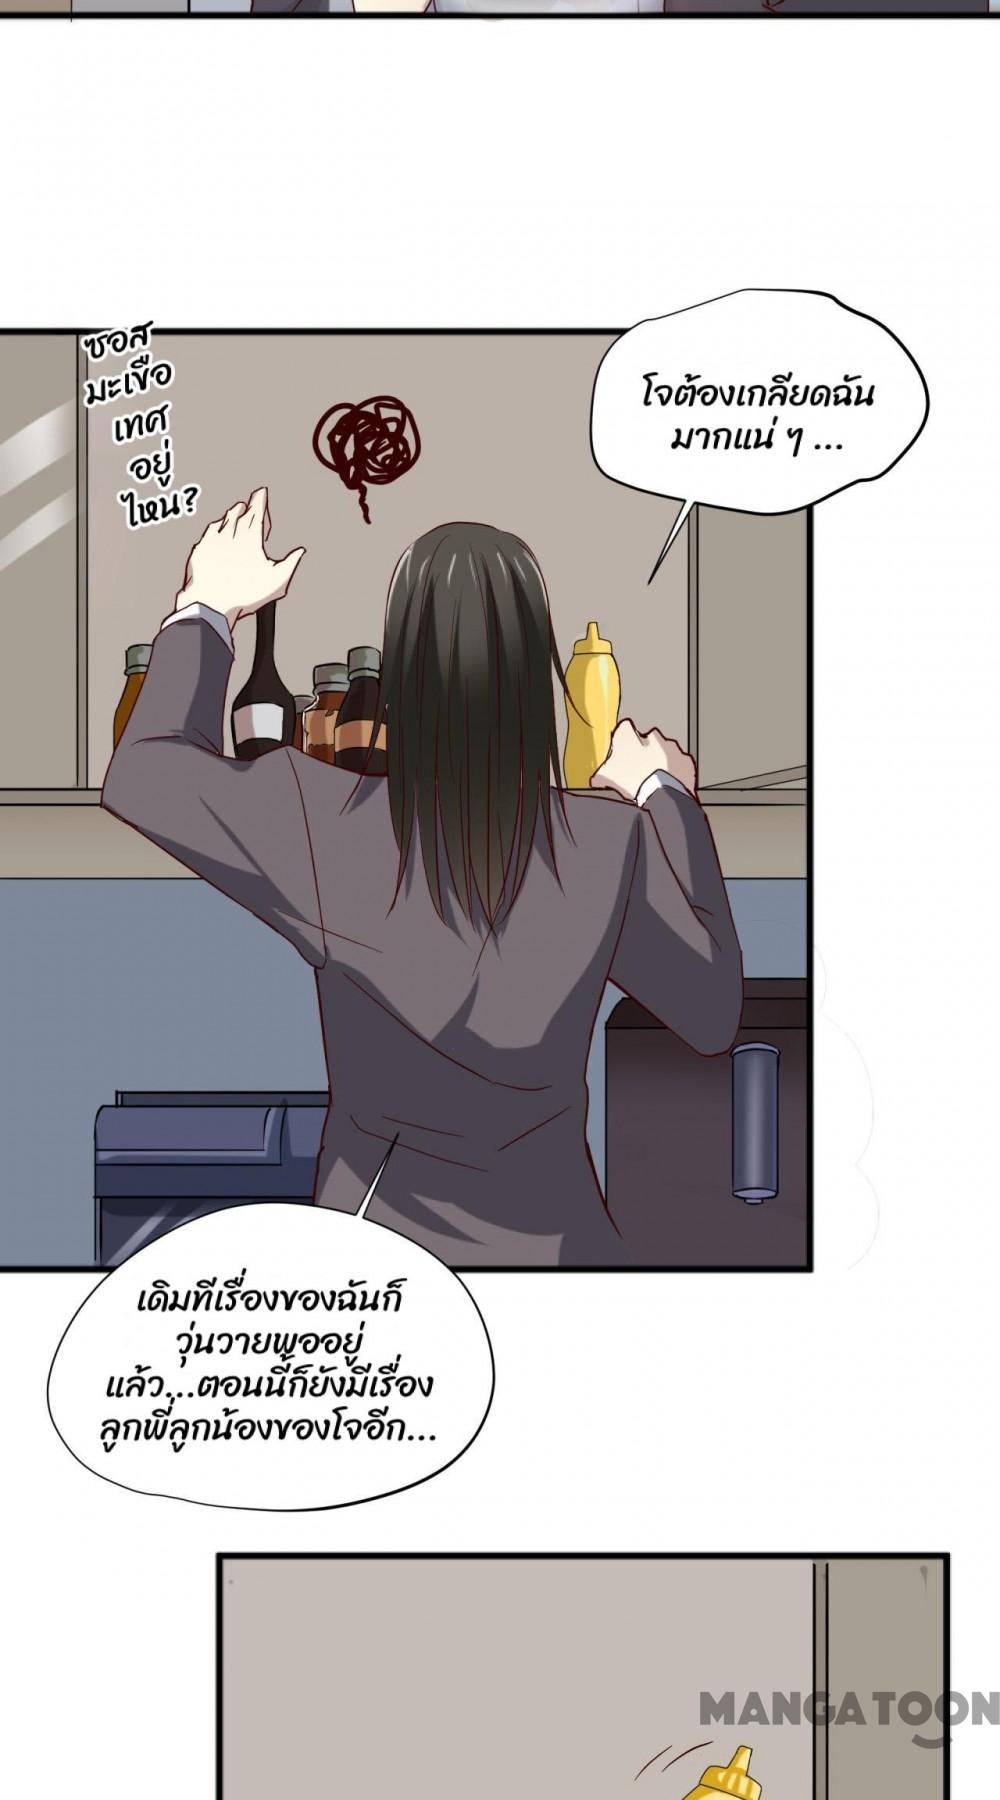 ซอส
มะเขือ
เทศ
อยู่
ไหน?
โจต้องเกลียดฉัน
มากแน่ ๆ ...
เดิมทีเรื่องของฉันก็
วุ่นวายพออยู่
แล้ว...ตอนนี้ก็ยังมีเรื่อง
ลูกพี่ลูกน้องของโจอีก...
MANGATOON